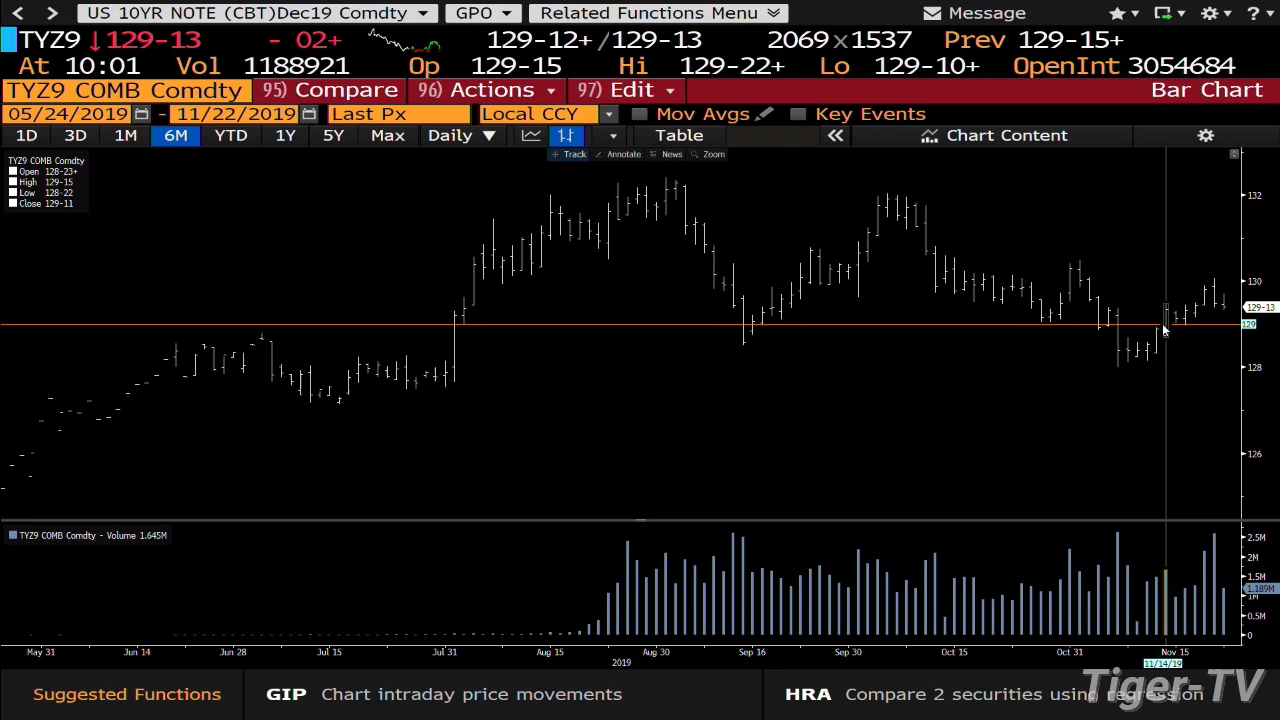 US 10YR NOTE (CBT)Dec19 Comdty GPO Related Functions Menu Message ?
TYZ9 ↓129-13 - 02+ 129-12+/129-13 2069x1537 Prev 129-15+
At 10:01 Vol 1188921 Op 129-15 Hi 129-22+ Lo 129-10+ OpenInt 3054684
TYZ9 COMB Comdty 95) Compare 96) Actions 97) Edit Bar Chart
05/24/2019 - 11/22/2019 Last Px Local CCY Mov Avgs Key Events
1D 3D 1M 6M YTD 1Y 5Y Max Daily ▼ Table « Chart Content
Track Annotate News Zoom
TYZ9 COMB Comdty
Open 128-23+
High 129-15
Low 128-22
Close 129-11
132
130
129-13
129
128
126
TYZ9 COMB Comdty - Volume 1.645M
2.5M
2M
1.5M
1.189M
1M
0.5M
0
May 31 Jun 14 Jun 28 Jul 15 Jul 31 Aug 15 Aug 30 Sep 16 Sep 30 Oct 15 Oct 31 Nov 15
2019 11/14/19
Suggested Functions GIP Chart intraday price movements HRA Compare 2 securities using regression
Tiger-TV